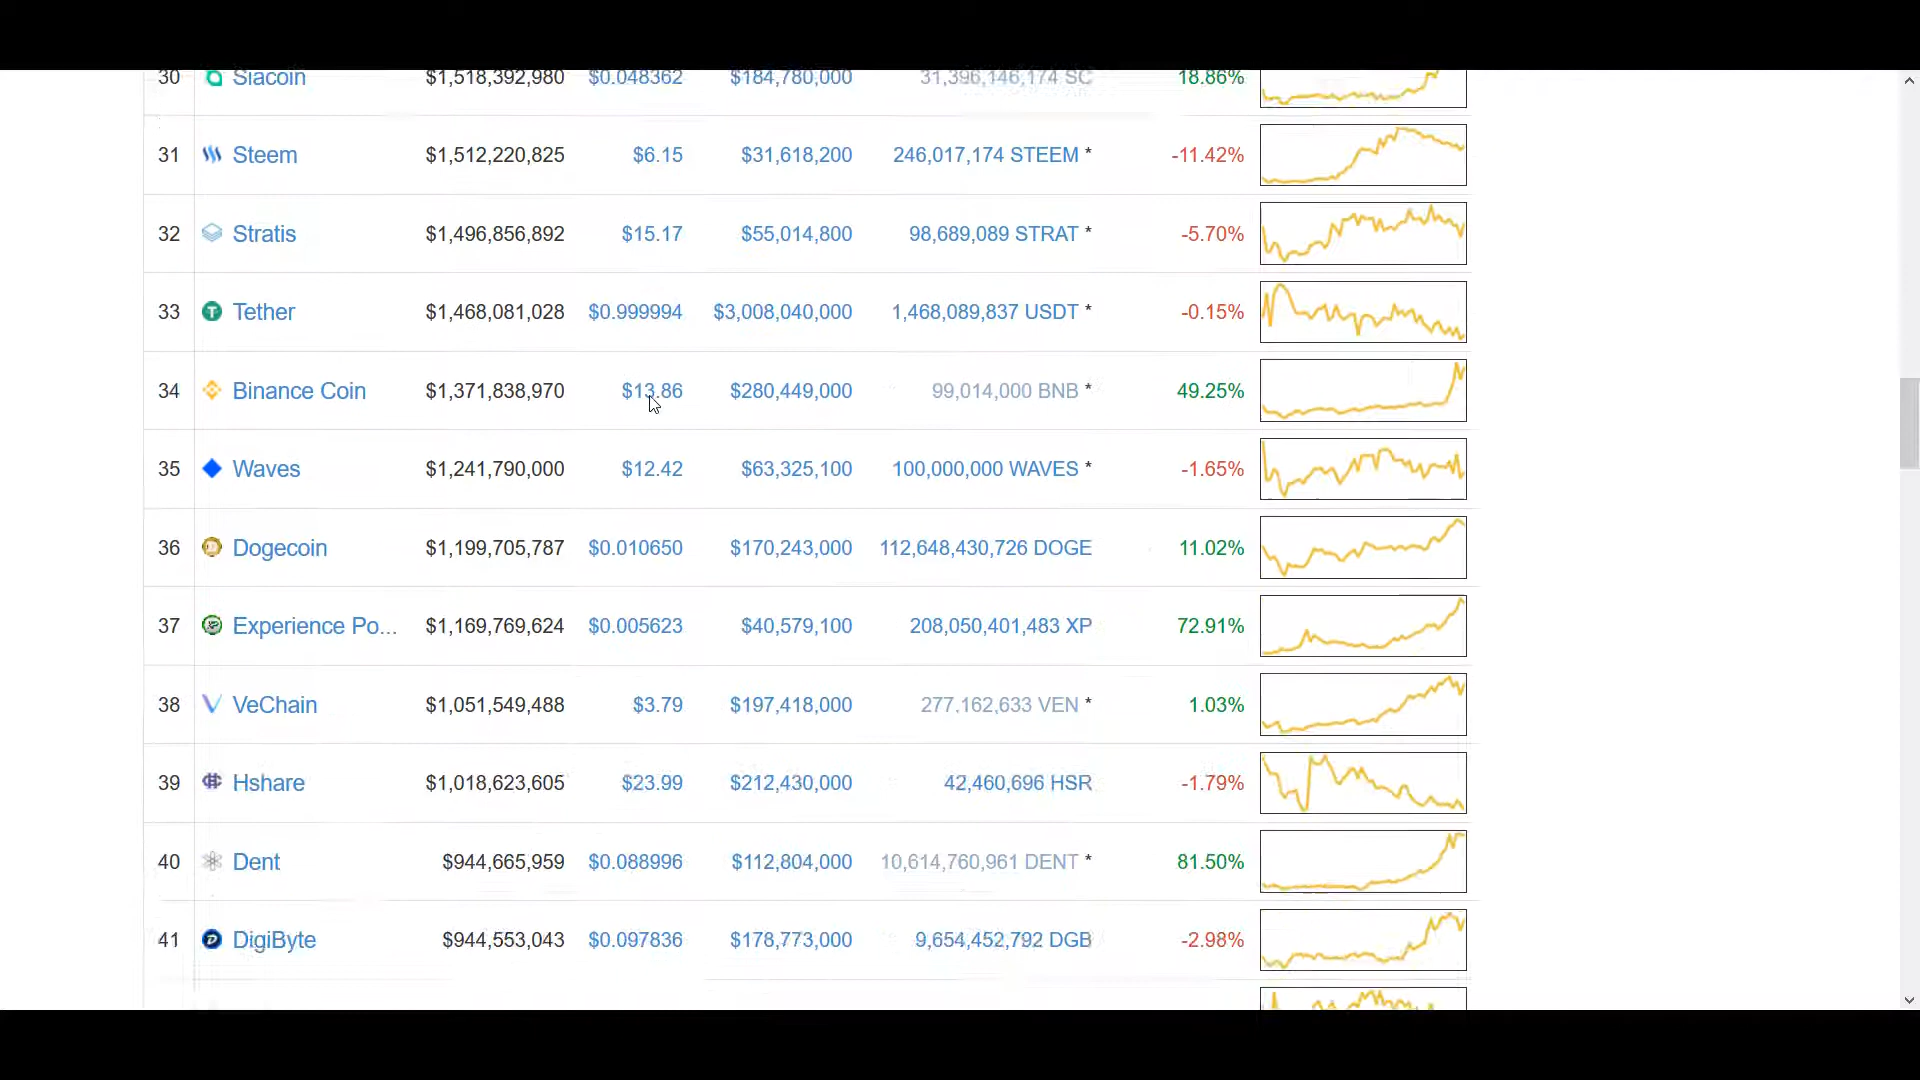 30 Siacoin $1,518,392,980 $0.048362 $184,780,000 31,396,146,174 SC 18.86%
31 Steem $1,512,220,825 $6.15 $31,618,200 246,017,174 STEEM * -11.42%
32 Stratis $1,496,856,892 $15.17 $55,014,800 98,689,089 STRAT * -5.70%
33 Tether $1,468,081,028 $0.999994 $3,008,040,000 1,468,089,837 USDT * -0.15%
34 Binance Coin $1,371,838,970 $13.86 $280,449,000 99,014,000 BNB * 49.25%
35 Waves $1,241,790,000 $12.42 $63,325,100 100,000,000 WAVES * -1.65%
36 Dogecoin $1,199,705,787 $0.010650 $170,243,000 112,648,430,726 DOGE 11.02%
37 Experience Po... $1,169,769,624 $0.005623 $40,579,100 208,050,401,483 XP 72.91%
38 VeChain $1,051,549,488 $3.79 $197,418,000 277,162,633 VEN * 1.03%
39 Hshare $1,018,623,605 $23.99 $212,430,000 42,460,696 HSR -1.79%
40 Dent $944,665,959 $0.088996 $112,804,000 10,614,760,961 DENT * 81.50%
41 DigiByte $944,553,043 $0.097836 $178,773,000 9,654,452,792 DGB -2.98%